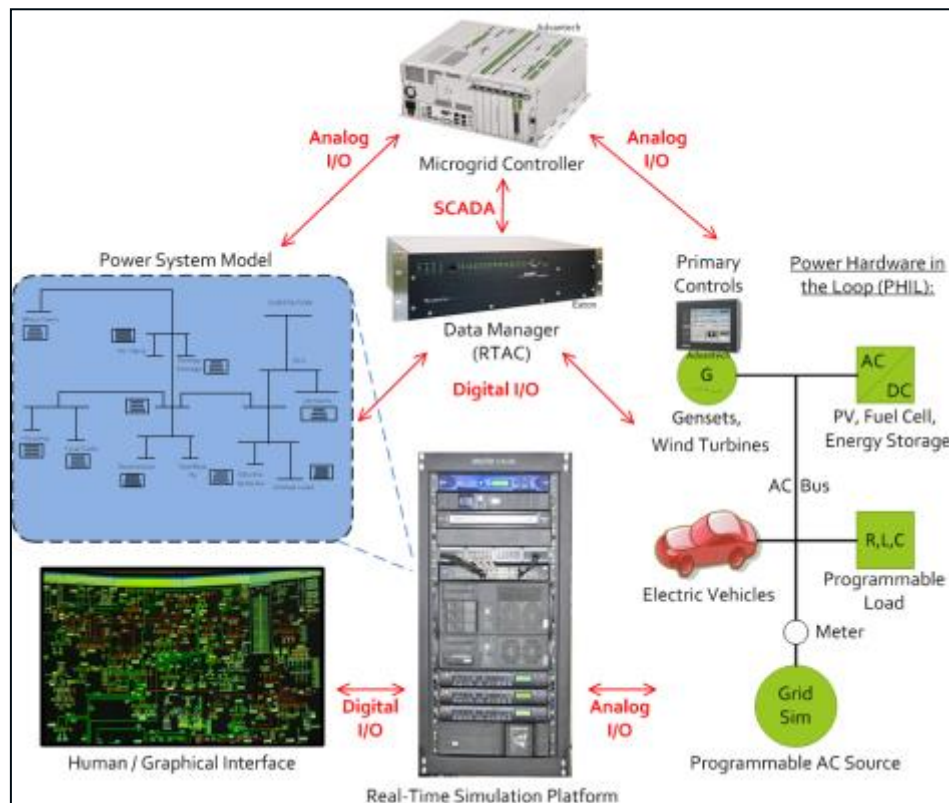 Advantech
Analog
I/O
Analog
I/O
Microgrid Controller
SCADA
Power System Model
Primary
Controls
Power Hardware in
the Loop (PHIL):
Eaton
Data Manager
(RTAC)
Digital I/O
Advantech
G
AC
DC
Gensets,
Wind Turbines
PV, Fuel Cell,
Energy Storage
AC Bus
R,L,C
Electric Vehicles
Programmable
Load
Meter
Digital
I/O
Analog
I/O
Grid
Sim
Human / Graphical Interface
Programmable AC Source
Real-Time Simulation Platform